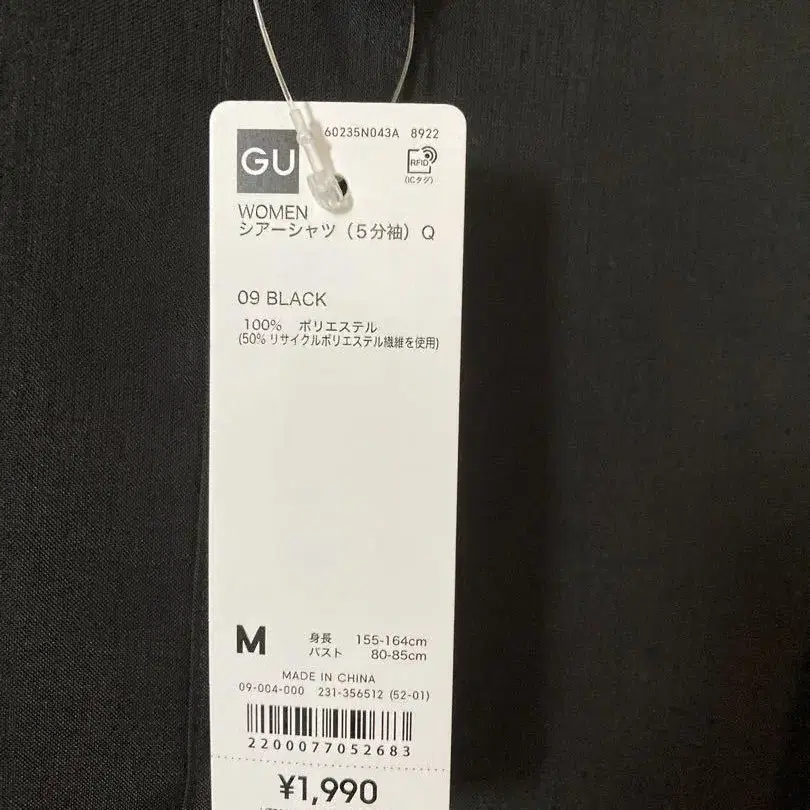 60235N043A 8922
GU
RFID
(ICタグ)
WOMEN
シアーシャツ（5分袖）Q
09 BLACK
100% ポリエステル
(50% リサイクルポリエステル繊維を使用)
M
身長 155-164cm
バスト 80-85cm
MADE IN CHINA
09-004-000 231-356512 (52-01)
2200077052683
¥1,990